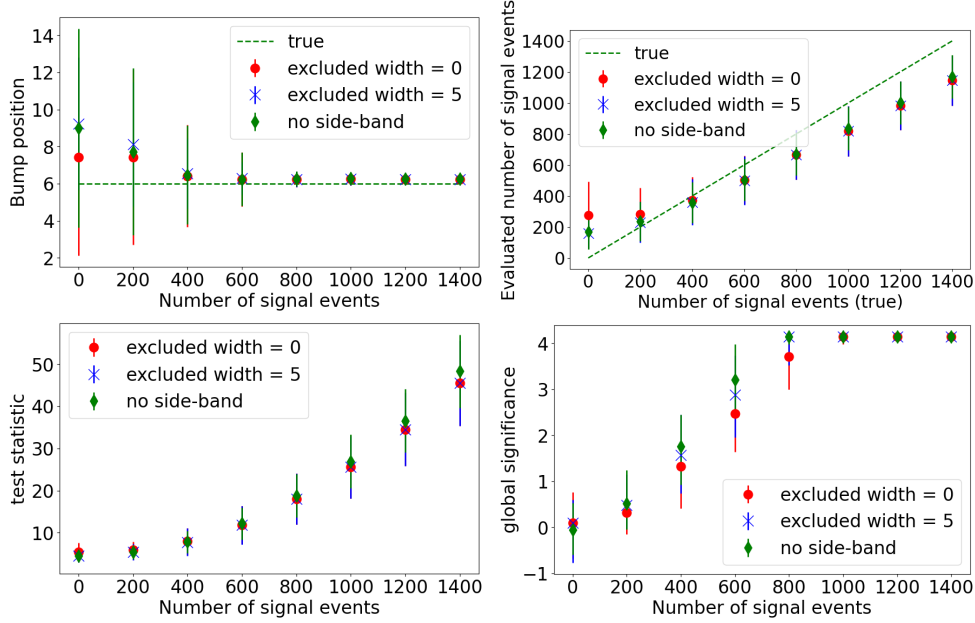 14
12
10
8
6
4
2
Bump position
true
excluded width = 0
excluded width = 5
no side-band
0 200 400 600 800 1000 1200 1400
Number of signal events
1400
1200
1000
800
600
400
200
0
Evaluated number of signal events
true
excluded width = 0
excluded width = 5
no side-band
0 200 400 600 800 1000 1200 1400
Number of signal events (true)
50
40
30
20
10
test statistic
excluded width = 0
excluded width = 5
no side-band
0 200 400 600 800 1000 1200 1400
Number of signal events
4
3
2
1
0
−1
global significance
excluded width = 0
excluded width = 5
no side-band
0 200 400 600 800 1000 1200 1400
Number of signal events